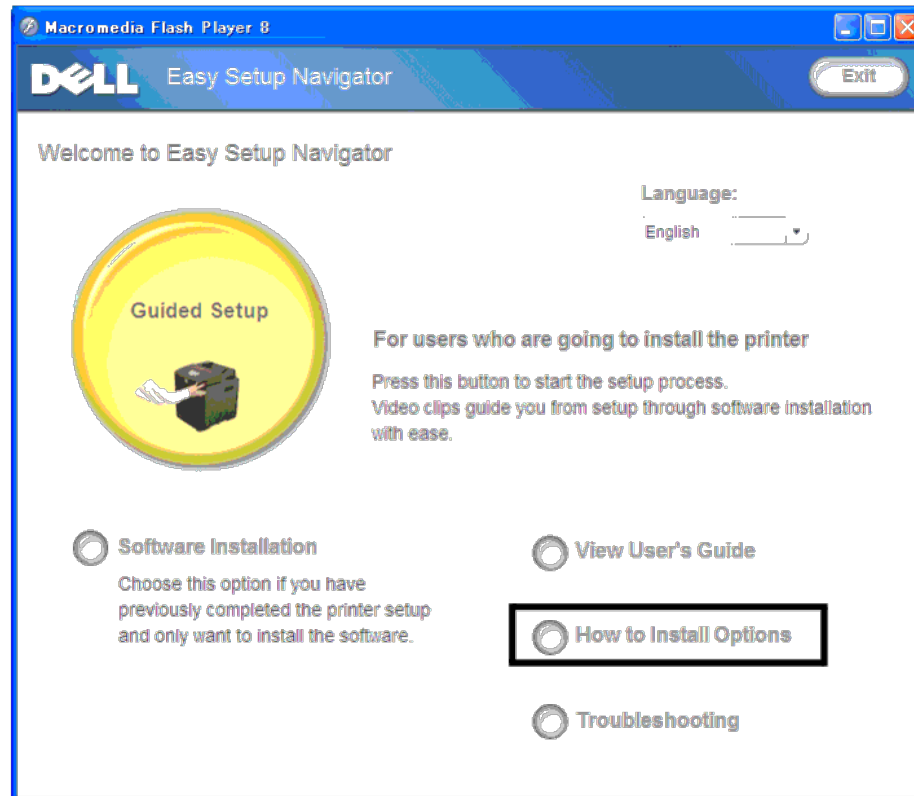 Macromedia Flash Player 8
DELL Easy Setup Navigator
Exit
Welcome to Easy Setup Navigator
Language:
English
Guided Setup
For users who are going to install the printer
Press this button to start the setup process.
Video clips guide you from setup through software installation
with ease.
Software Installation
Choose this option if you have
previously completed the printer setup
and only want to install the software.
View User's Guide
How to Install Options
Troubleshooting